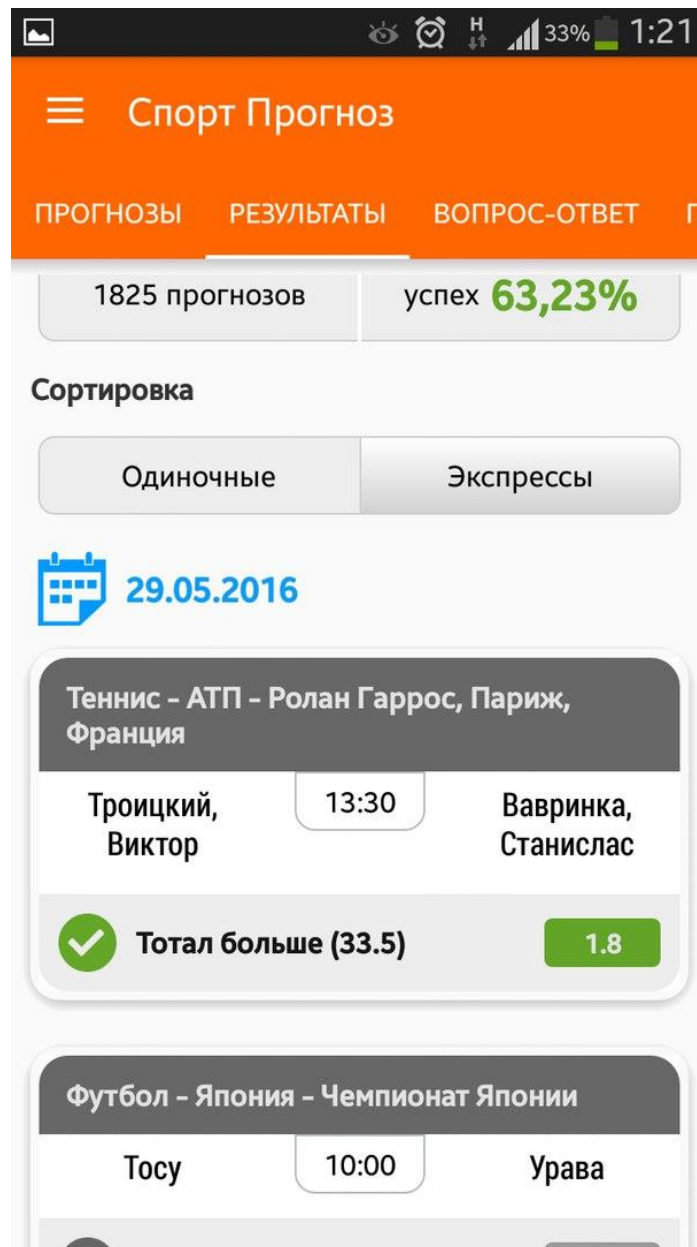 H 33% 1:21
Спорт Прогноз
ПРОГНОЗЫ РЕЗУЛЬТАТЫ ВОПРОС-ОТВЕТ
1825 прогнозов успех 63,23%
Сортировка
Одиночные Экспрессы
29.05.2016
Теннис - АТП - Ролан Гаррос, Париж,
Франция
Троицкий, 13:30 Вавринка,
Виктор Станислас
Тотал больше (33.5) 1.8
Футбол - Япония - Чемпионат Японии
Тосу 10:00 Урава